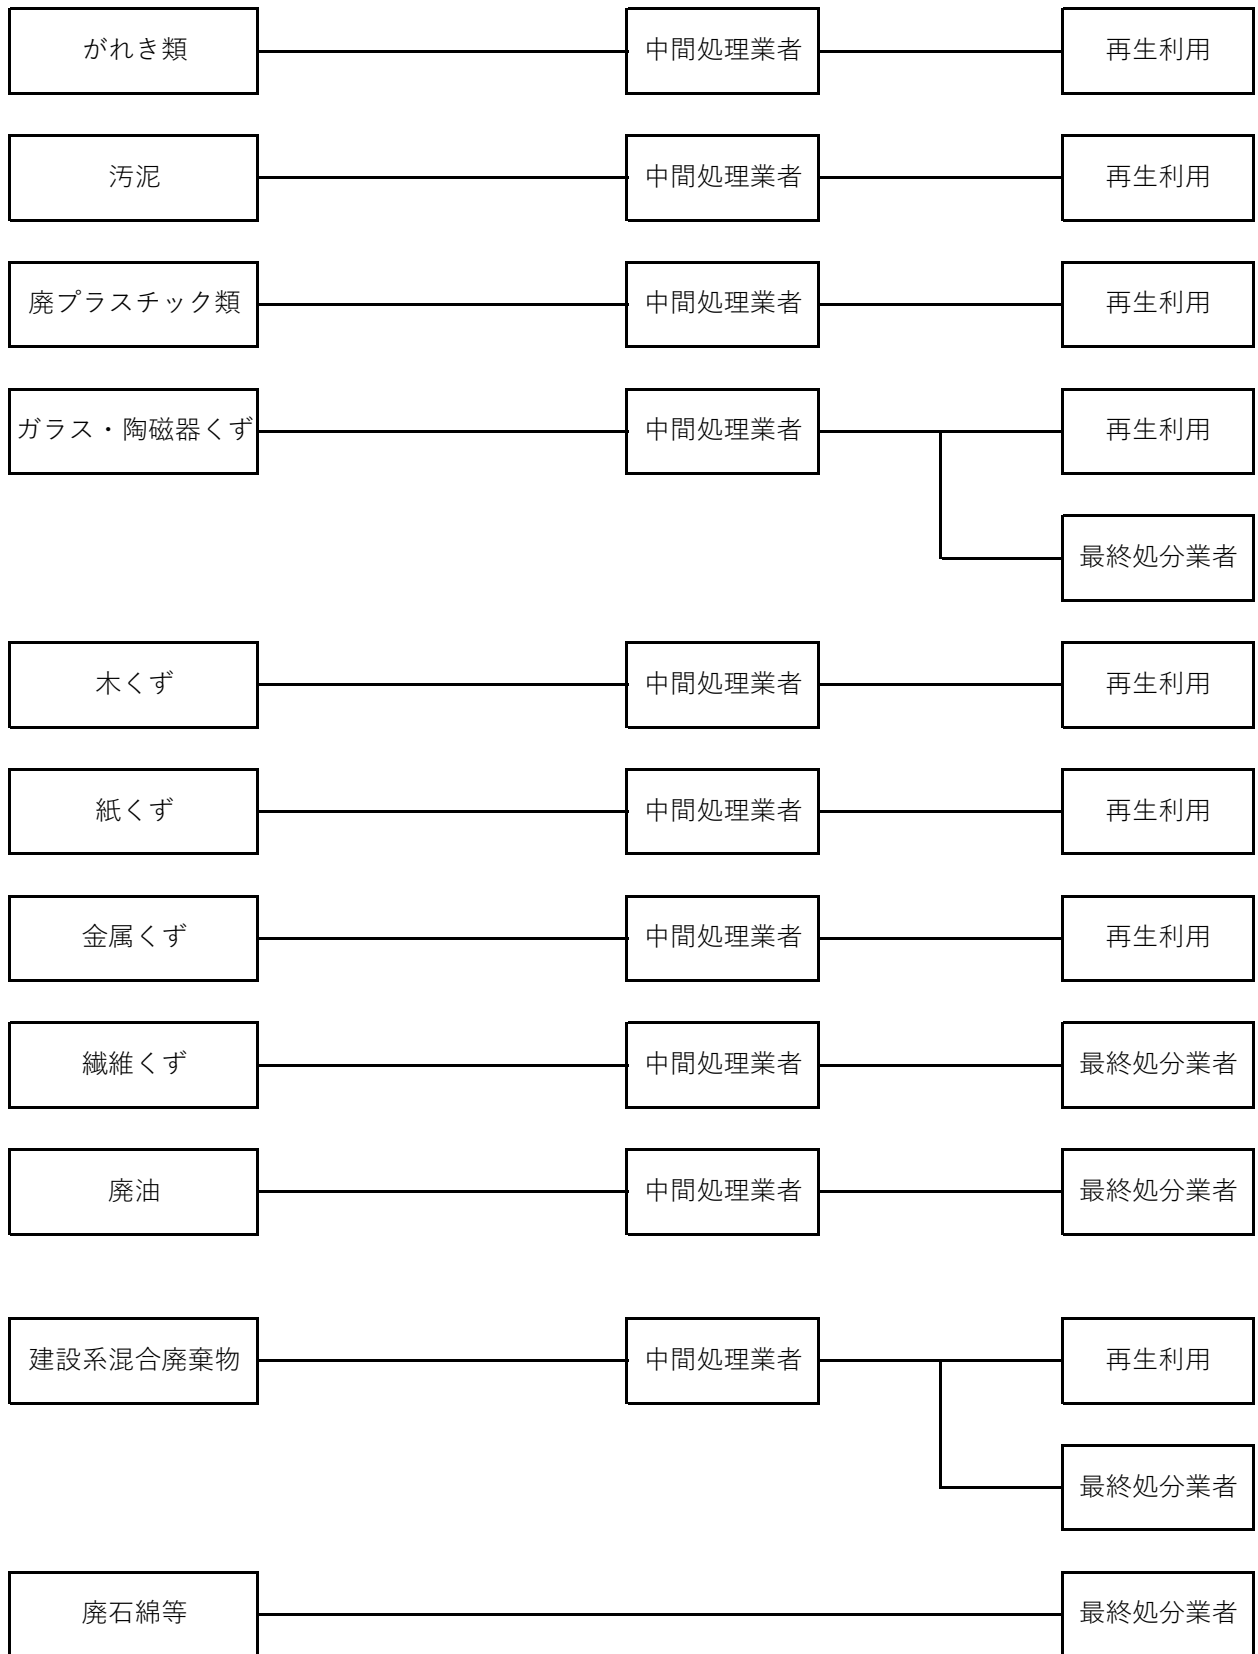 がれき類 中間処理業者 再生利用
汚泥 中間処理業者 再生利用
廃プラスチック類 中間処理業者 再生利用
ガラス・陶磁器くず 中間処理業者 再生利用
最終処分業者
木くず 中間処理業者 再生利用
紙くず 中間処理業者 再生利用
金属くず 中間処理業者 再生利用
繊維くず 中間処理業者 最終処分業者
廃油 中間処理業者 最終処分業者
建設系混合廃棄物 中間処理業者 再生利用
最終処分業者
廃石綿等 最終処分業者